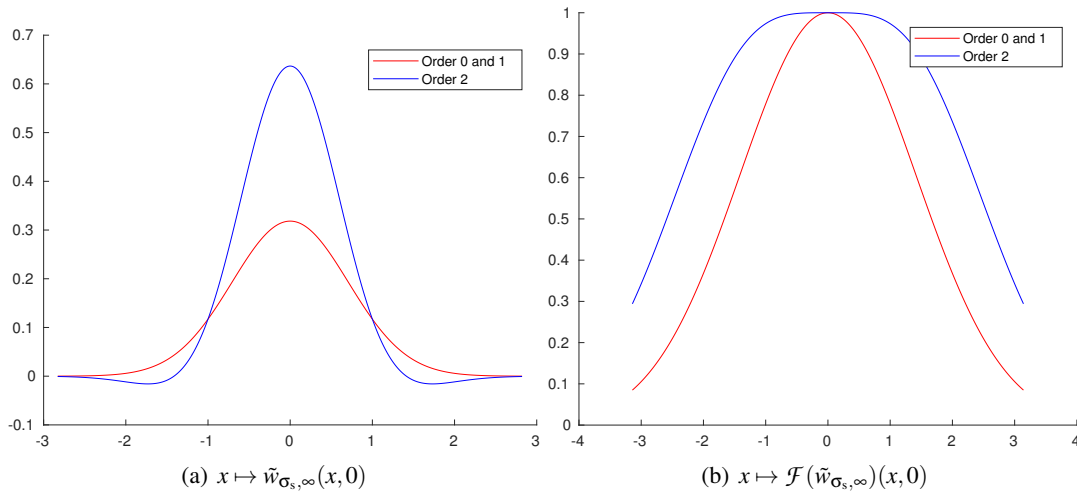 0.7
0.6
0.5
0.4
0.3
0.2
0.1
0
-0.1
-3 -2 -1 0 1 2 3
Order 0 and 1
Order 2
(a) x ↦ w̃_{σ_s,∞}(x,0)
1
0.9
0.8
0.7
0.6
0.5
0.4
0.3
0.2
0.1
0
-4 -3 -2 -1 0 1 2 3 4
Order 0 and 1
Order 2
(b) x ↦ ℱ(w̃_{σ_s,∞})(x,0)